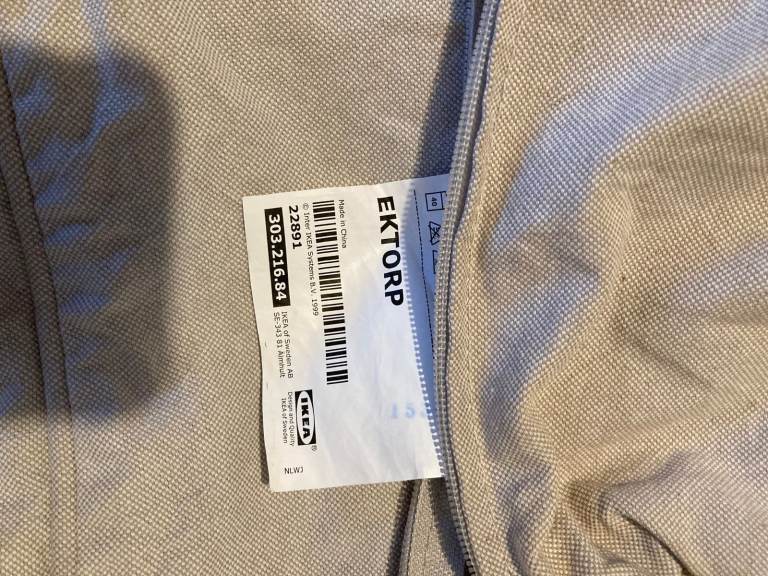 40
EKTORP
Made in China
© Inter IKEA Systems B.V. 1999
22891
303.216.84
IKEA of Sweden AB
SE-343 81 Älmhult
IKEA®
Design and Quality
IKEA of Sweden
NLWJ